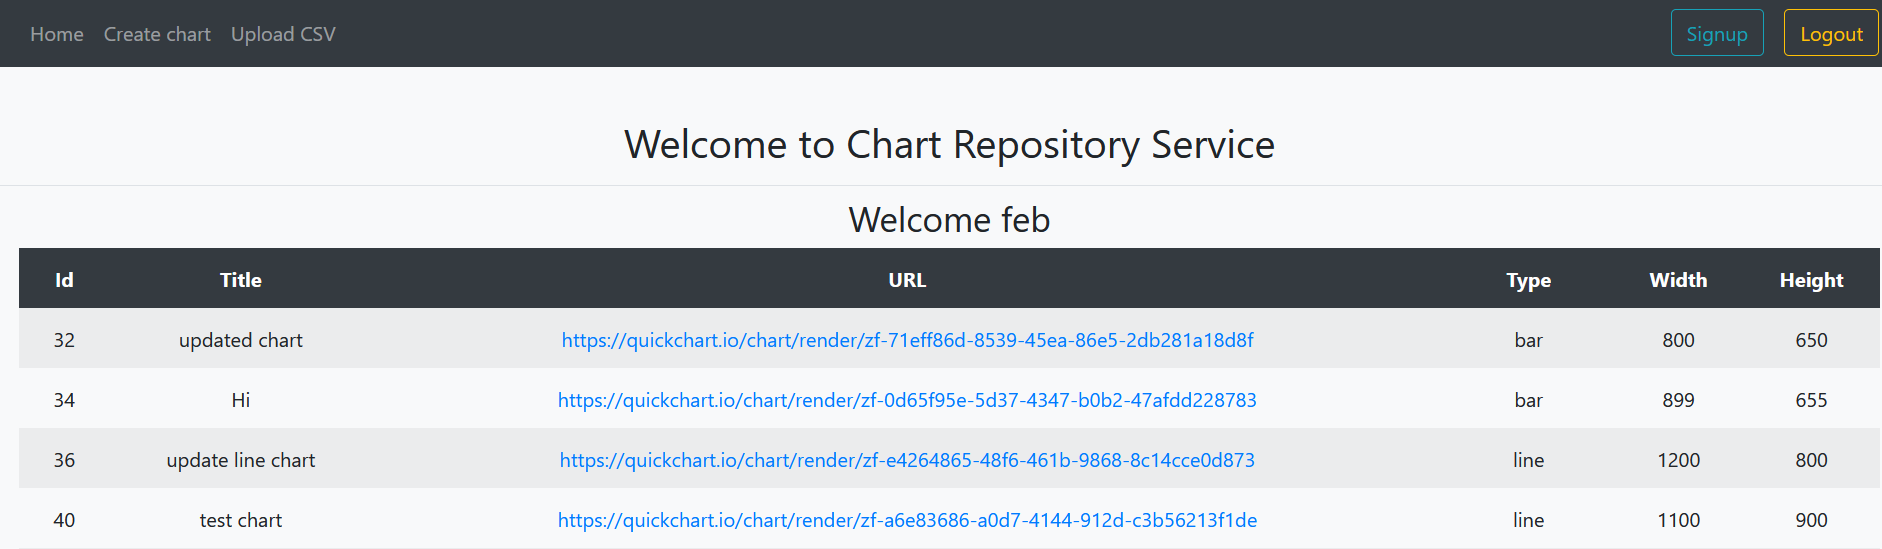 Home Create chart Upload CSV Signup Logout
Welcome to Chart Repository Service
Welcome feb
Id Title URL Type Width Height
32 updated chart https://quickchart.io/chart/render/zf-71eff86d-8539-45ea-86e5-2db281a18d8f bar 800 650
34 Hi https://quickchart.io/chart/render/zf-0d65f95e-5d37-4347-b0b2-47afdd228783 bar 899 655
36 update line chart https://quickchart.io/chart/render/zf-e4264865-48f6-461b-9868-8c14cce0d873 line 1200 800
40 test chart https://quickchart.io/chart/render/zf-a6e83686-a0d7-4144-912d-c3b56213f1de line 1100 900